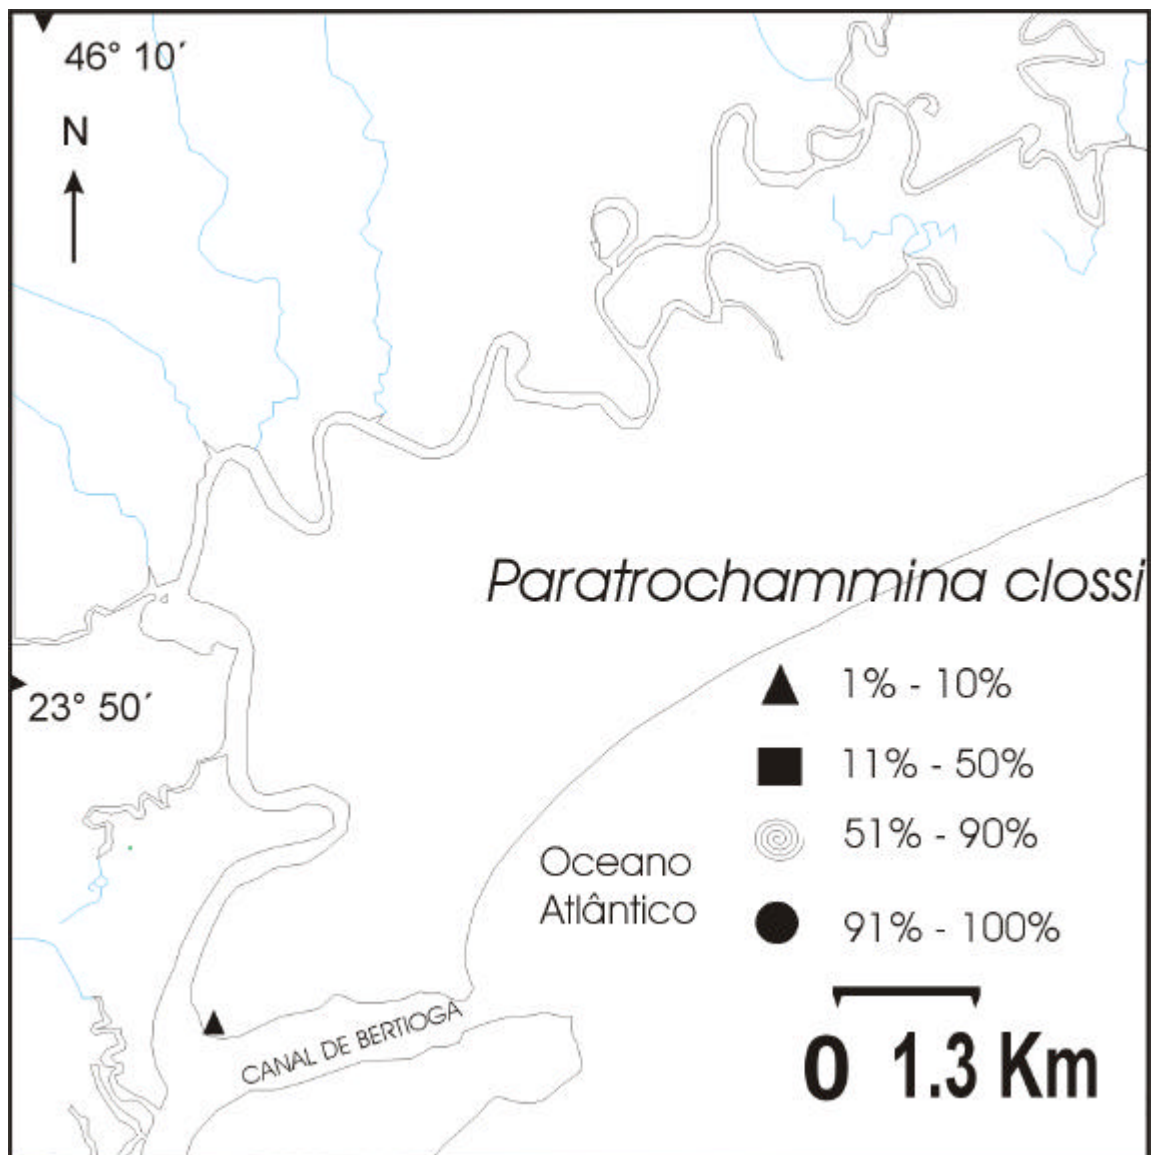 46° 10´
N
Paratrochammina clossi
23° 50´
1% - 10%
11% - 50%
51% - 90%
91% - 100%
Oceano
Atlântico
CANAL DE BERTIOGA
0 1.3 Km